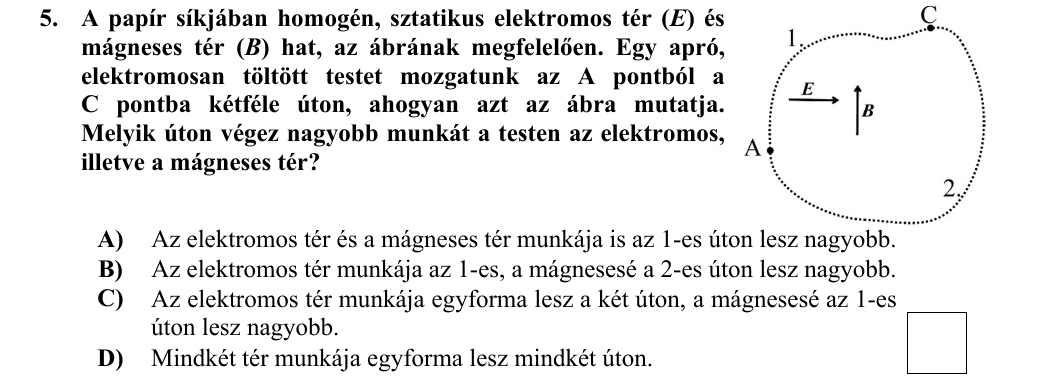 5. A papír síkjában homogén, sztatikus elektromos tér (E) és
mágneses tér (B) hat, az ábrának megfelelően. Egy apró,
elektromosan töltött testet mozgatunk az A pontból a
C pontba kétféle úton, ahogyan azt az ábra mutatja.
Melyik úton végez nagyobb munkát a testen az elektromos,
illetve a mágneses tér?
C
1.
E
B
A
2.
A) Az elektromos tér és a mágneses tér munkája is az 1-es úton lesz nagyobb.
B) Az elektromos tér munkája az 1-es, a mágnesesé a 2-es úton lesz nagyobb.
C) Az elektromos tér munkája egyforma lesz a két úton, a mágnesesé az 1-es
úton lesz nagyobb.
D) Mindkét tér munkája egyforma lesz mindkét úton.